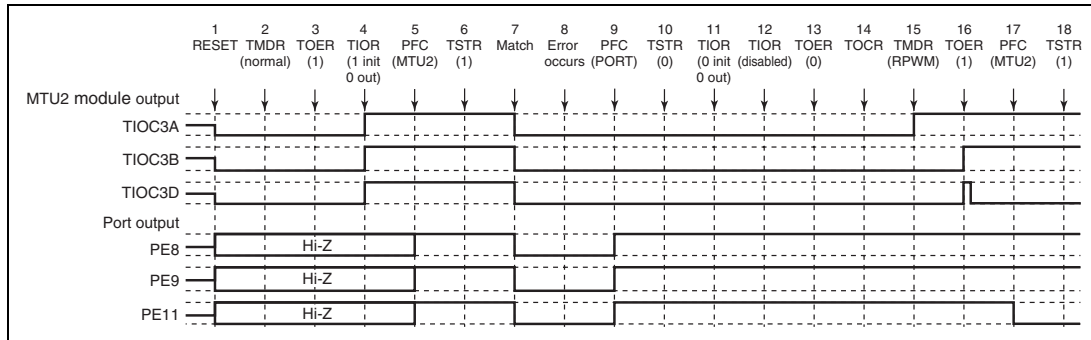 1 2 3 4 5 6 7 8 9 10 11 12 13 14 15 16 17 18
RESET TMDR TOER TIOR PFC TSTR Match Error PFC TSTR TIOR TIOR TOER TOCR TMDR TOER PFC TSTR
(normal) (1) (1 init (MTU2) (1) occurs (PORT) (0) (0 init (disabled) (0) (RPWM) (1) (MTU2) (1)
0 out) 0 out)
MTU2 module output
TIOC3A
TIOC3B
TIOC3D
Port output
PE8 Hi-Z
PE9 Hi-Z
PE11 Hi-Z